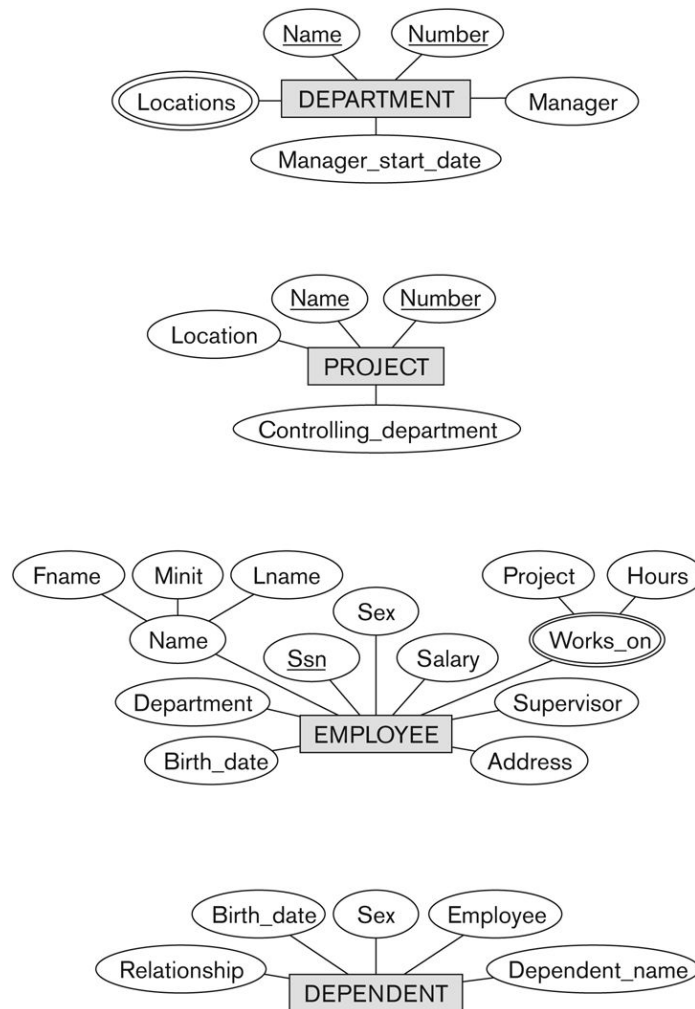 Name Number
Locations DEPARTMENT Manager
Manager_start_date
Name Number
Location
PROJECT
Controlling_department
Fname Minit Lname Project Hours
Sex
Name Works_on
Ssn Salary
Department Supervisor
EMPLOYEE
Birth_date Address
Birth_date Sex Employee
Relationship Dependent_name
DEPENDENT